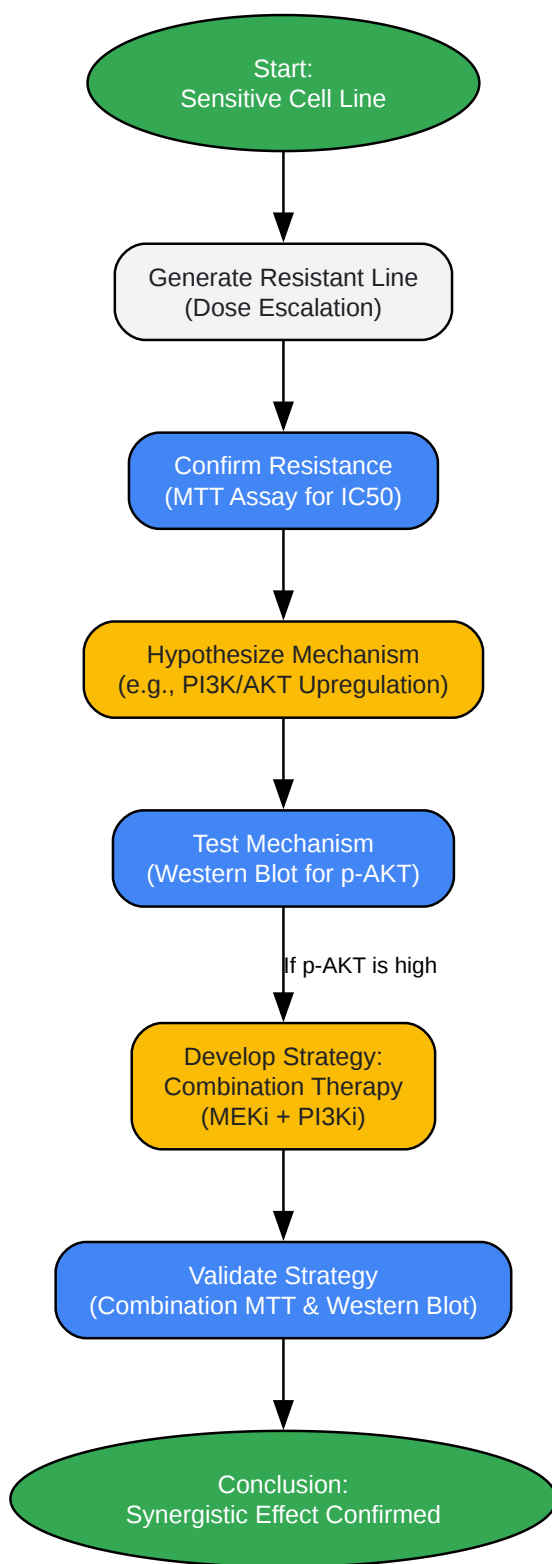 Start:
Sensitive Cell Line
Generate Resistant Line
(Dose Escalation)
Confirm Resistance
(MTT Assay for IC50)
Hypothesize Mechanism
(e.g., PI3K/AKT Upregulation)
Test Mechanism
(Western Blot for p-AKT)
If p-AKT is high
Develop Strategy:
Combination Therapy
(MEKi + PI3Ki)
Validate Strategy
(Combination MTT & Western Blot)
Conclusion:
Synergistic Effect Confirmed